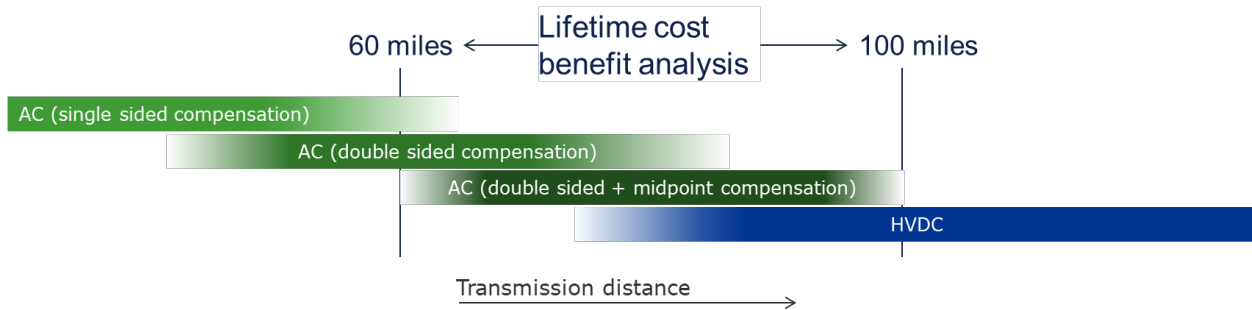 60 miles
Lifetime cost
benefit analysis
100 miles
AC (single sided compensation)
AC (double sided compensation)
AC (double sided + midpoint compensation)
HVDC
Transmission distance